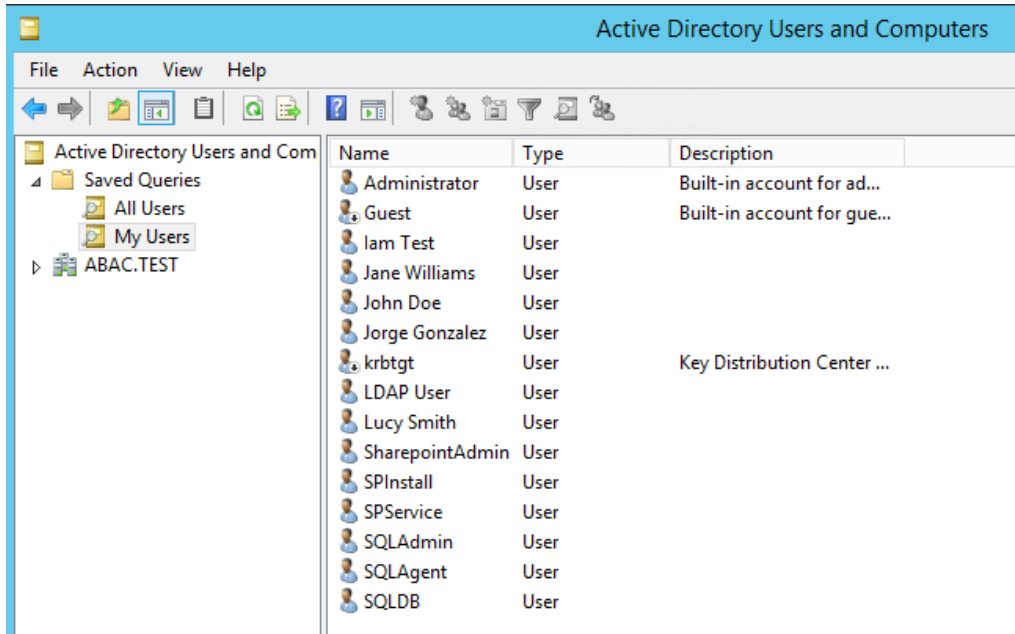 Active Directory Users and Computers
File Action View Help
Active Directory Users and Com
Saved Queries
All Users
My Users
ABAC.TEST
Name Type Description
Administrator User Built-in account for ad...
Guest User Built-in account for gue...
Iam Test User
Jane Williams User
John Doe User
Jorge Gonzalez User
krbtgt User Key Distribution Center ...
LDAP User User
Lucy Smith User
SharepointAdmin User
SPInstall User
SPService User
SQLAdmin User
SQLAgent User
SQLDB User